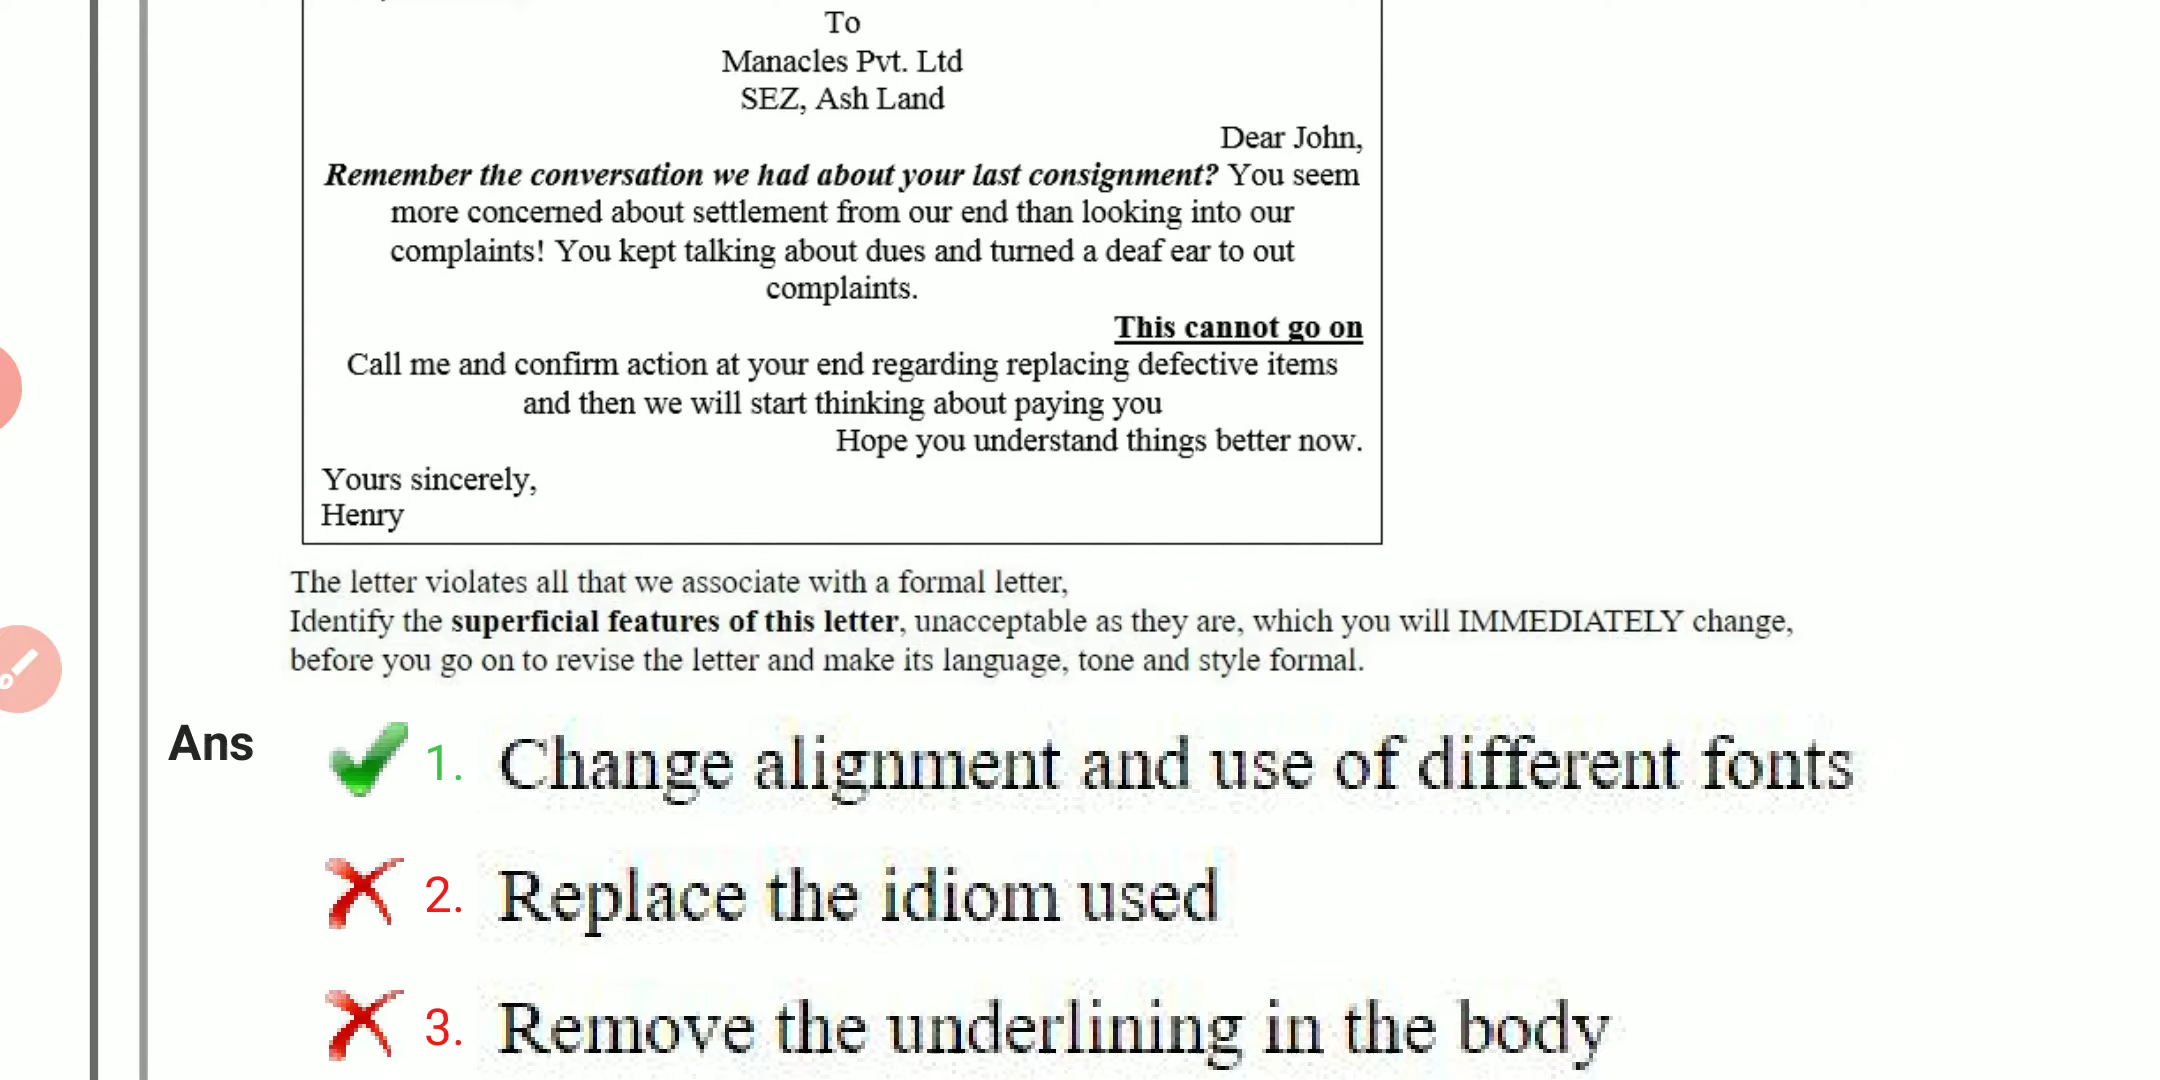 To
Manacles Pvt. Ltd
SEZ, Ash Land
Dear John,
Remember the conversation we had about your last consignment? You seem
more concerned about settlement from our end than looking into our
complaints! You kept talking about dues and turned a deaf ear to out
complaints.
This cannot go on
Call me and confirm action at your end regarding replacing defective items
and then we will start thinking about paying you
Hope you understand things better now.
Yours sincerely,
Henry
The letter violates all that we associate with a formal letter,
Identify the superficial features of this letter, unacceptable as they are, which you will IMMEDIATELY change,
before you go on to revise the letter and make its language, tone and style formal.
Ans 1. Change alignment and use of different fonts
2. Replace the idiom used
3. Remove the underlining in the body